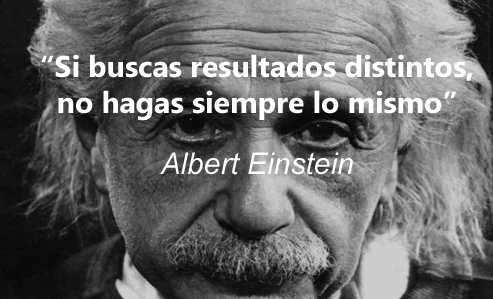 “Si buscas resultados distintos,
no hagas siempre lo mismo”
Albert Einstein